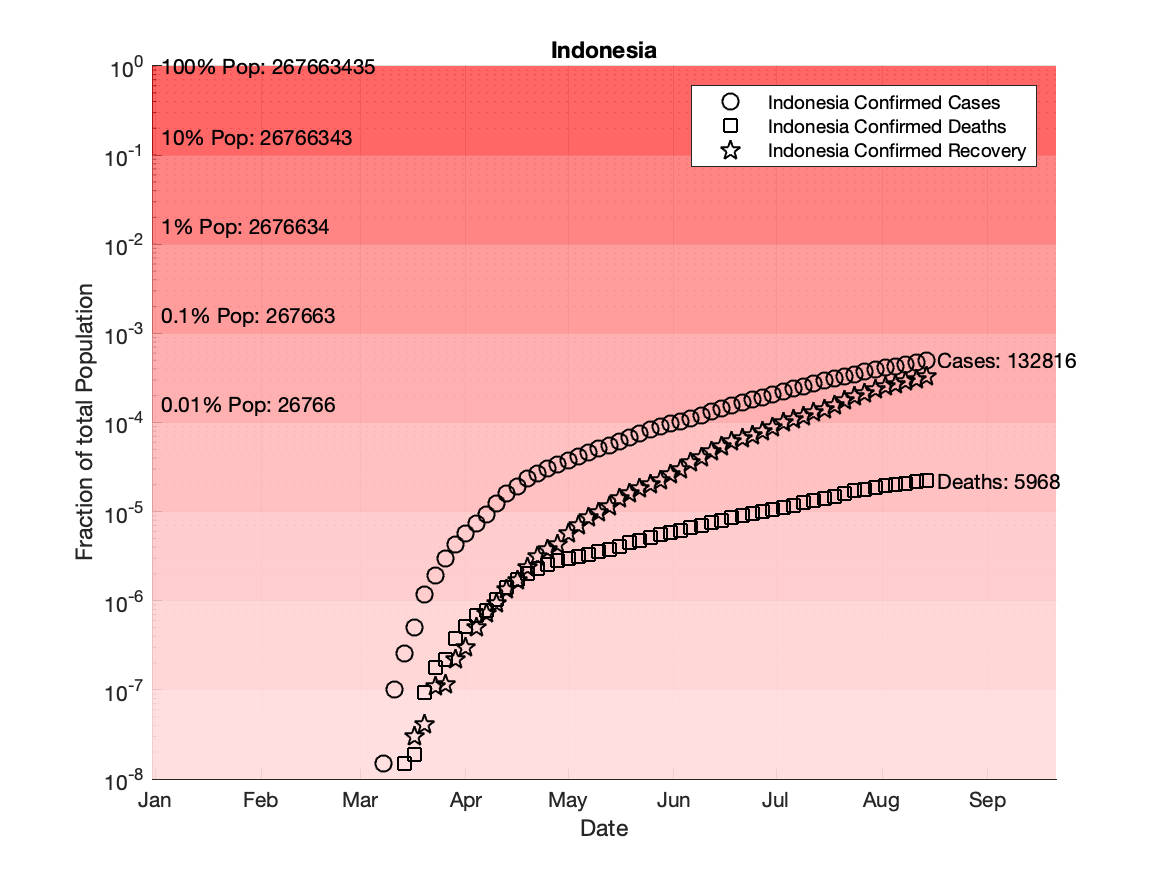 Indonesia
10^0
100% Pop: 267663435
Indonesia Confirmed Cases
Indonesia Confirmed Deaths
Indonesia Confirmed Recovery
10% Pop: 26766343
10^-1
1% Pop: 2676634
10^-2
0.1% Pop: 267663
10^-3
Cases: 132816
0.01% Pop: 26766
10^-4
Deaths: 5968
10^-5
10^-6
10^-7
10^-8
Fraction of total Population
Jan Feb Mar Apr May Jun Jul Aug Sep
Date